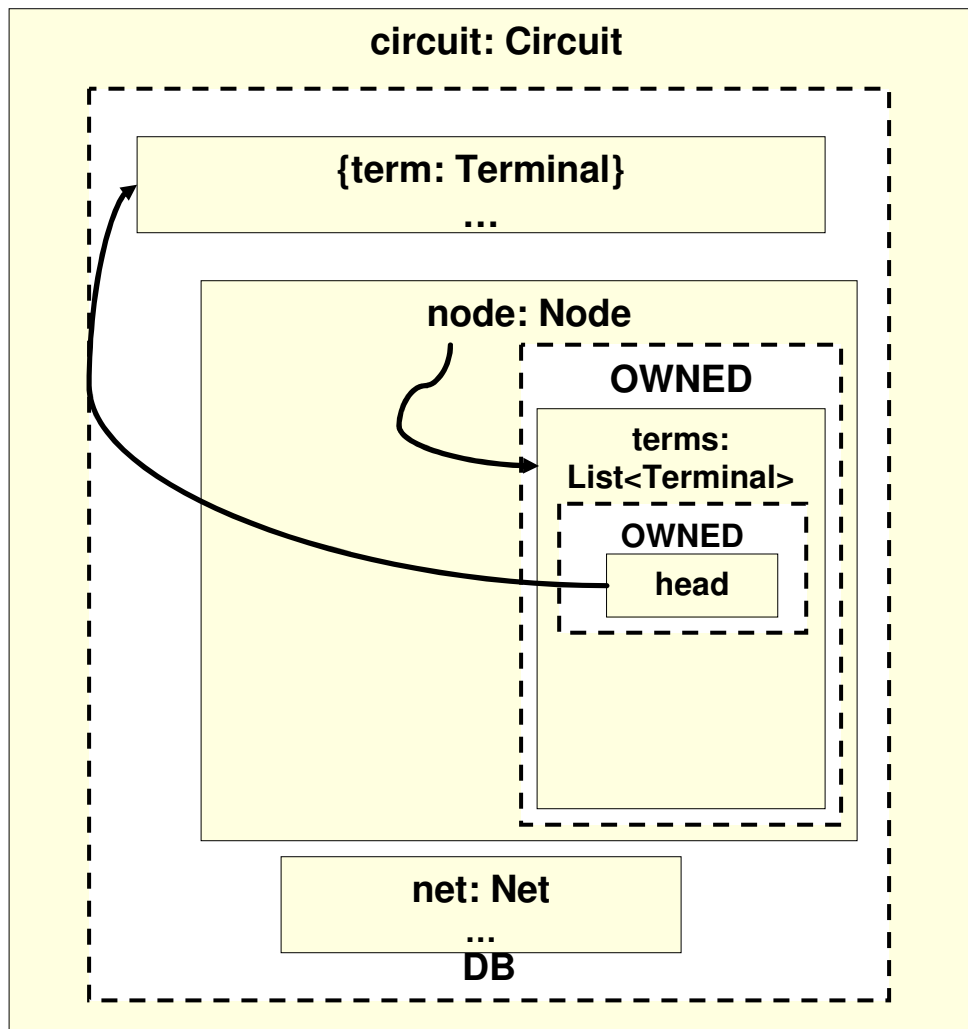 circuit: Circuit
{term: Terminal}
...
node: Node
OWNED
terms:
List<Terminal>
OWNED
head
net: Net
...
DB